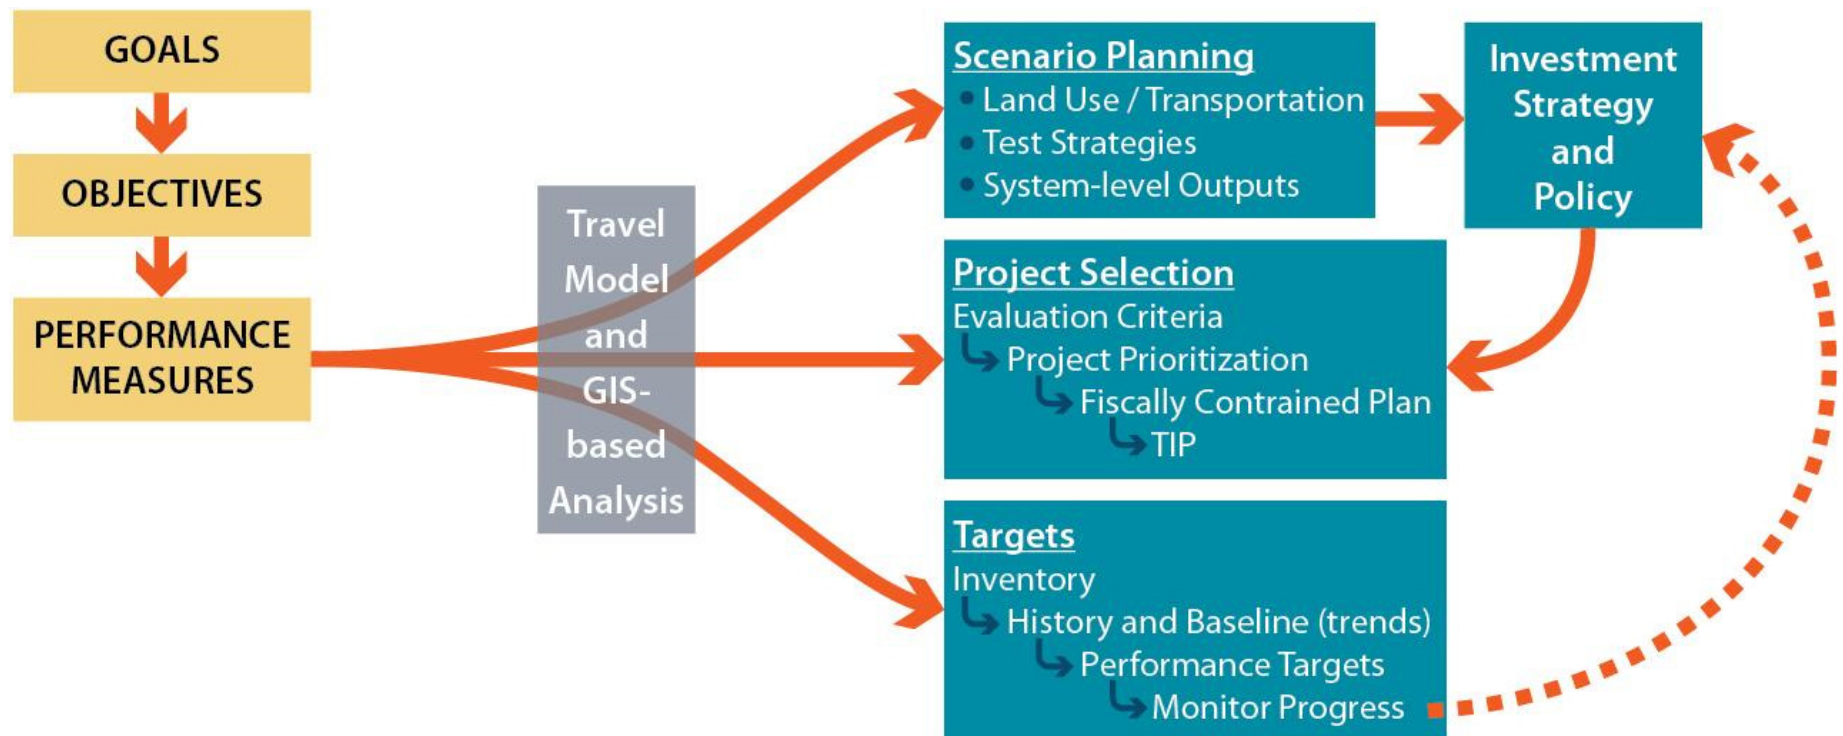 GOALS
OBJECTIVES
PERFORMANCE
MEASURES
Travel
Model
and
GIS-
based
Analysis
Scenario Planning
• Land Use / Transportation
• Test Strategies
• System-level Outputs
Investment
Strategy
and
Policy
Project Selection
Evaluation Criteria
Project Prioritization
Fiscally Contrained Plan
TIP
Targets
Inventory
History and Baseline (trends)
Performance Targets
Monitor Progress